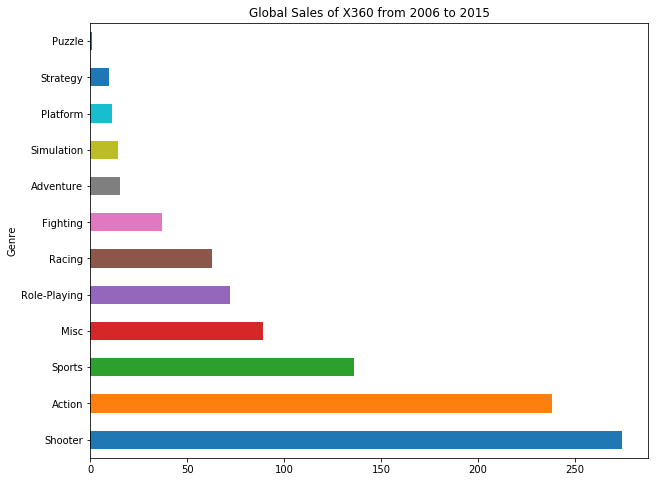 Global Sales of X360 from 2006 to 2015
Puzzle
Strategy
Platform
Simulation
Adventure
Fighting
Genre
Racing
Role-Playing
Misc
Sports
Action
Shooter
0 50 100 150 200 250